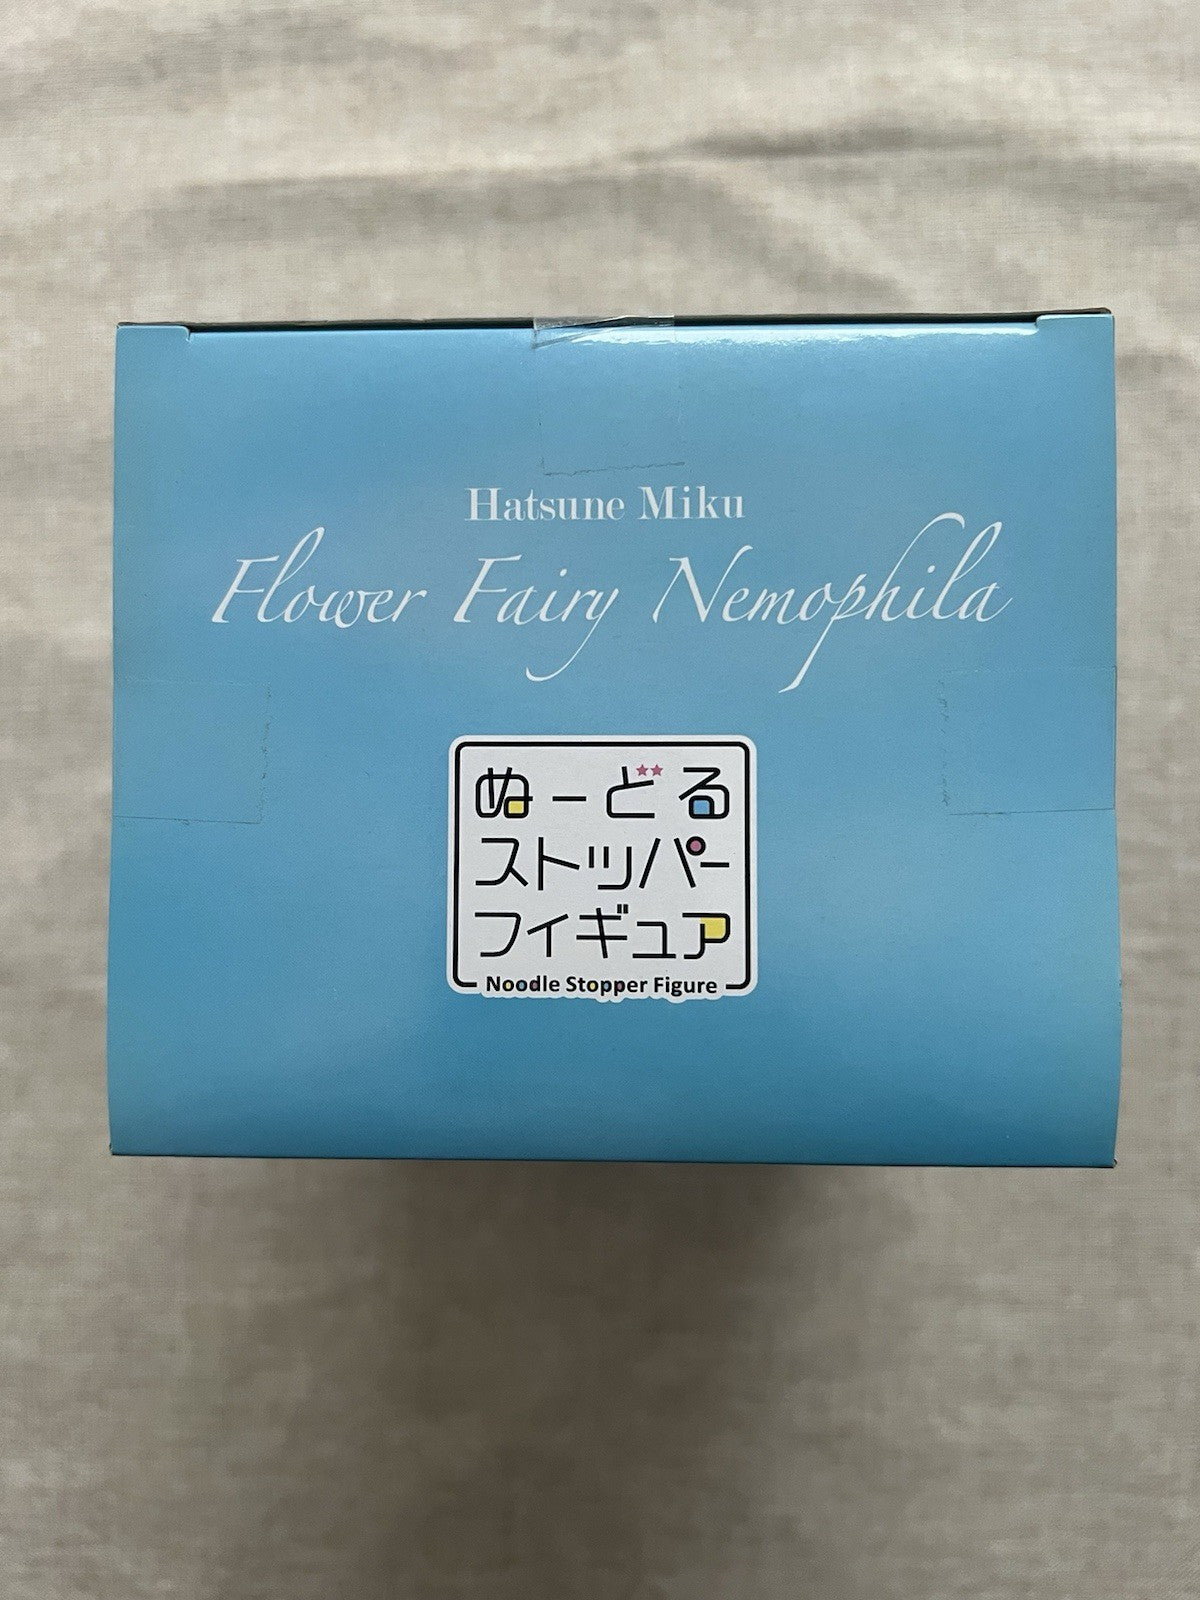 Hatsune Miku
Flower Fairy Nemophila
ぬーどる
ストッパー
フィギュア
Noodle Stopper Figure